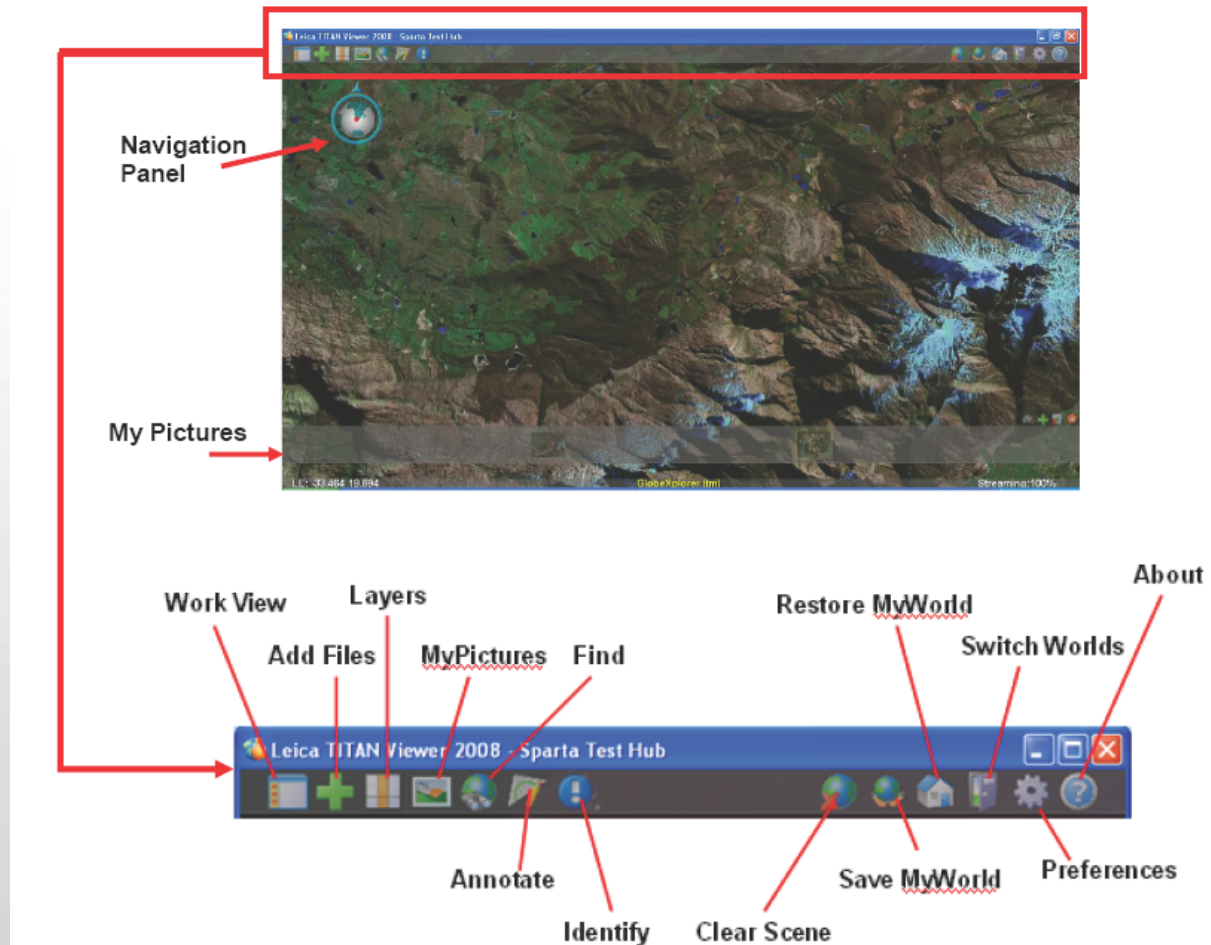 Leica TITAN Viewer 2008 - Sparta Test Hub
Navigation
Panel
My Pictures
LL: -33.464 19.694
GlobeXplorer Itml
Streaming:100%
About
Work View
Layers
Restore MyWorld
Add Files
MyPictures
Find
Switch Worlds
Leica TITAN Viewer 2008 - Sparta Test Hub
Annotate
Save MyWorld
Preferences
Identify
Clear Scene